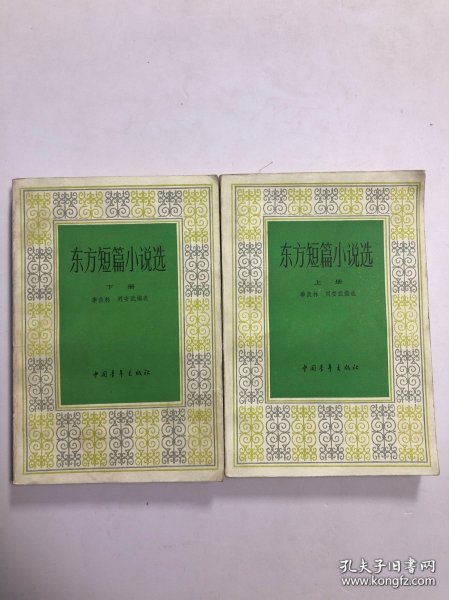 东方短篇小说选
下册
季羡林 刘安武编选
中国青年出版社
东方短篇小说选
上册
季羡林 刘安武编选
中国青年出版社
孔夫子旧书网
www.kongfz.com